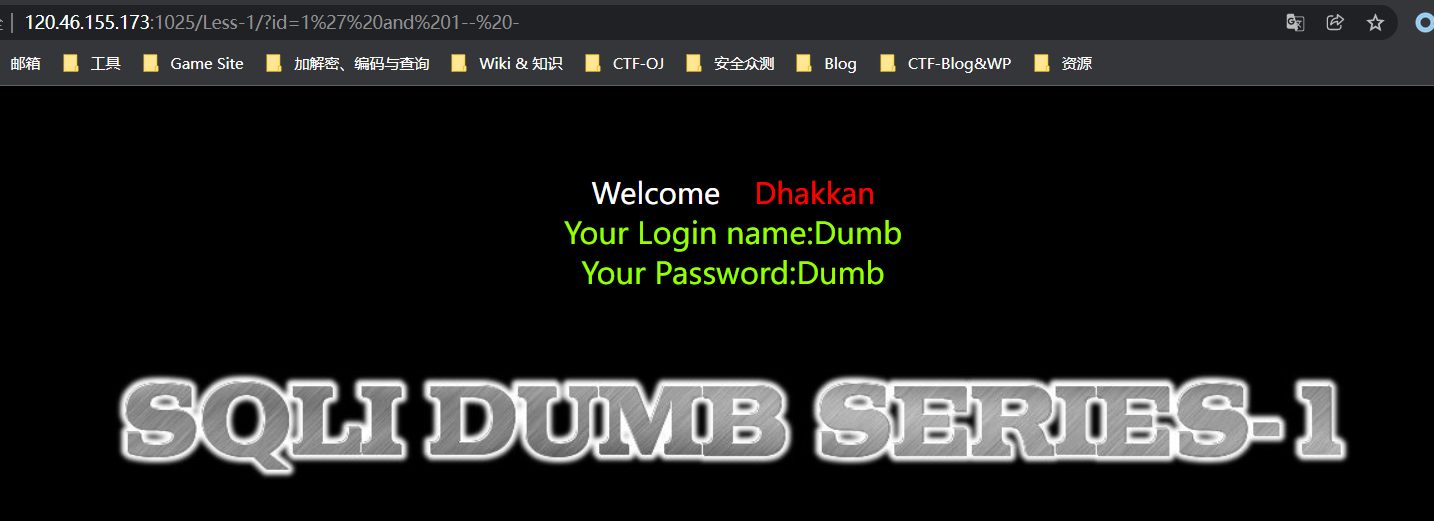 120.46.155.173:1025/Less-1/?id=1%27%20and%201--%20-
邮箱 工具 Game Site 加解密、编码与查询 Wiki & 知识 CTF-OJ 安全众测 Blog CTF-Blog&WP 资源
Welcome Dhakkan
Your Login name:Dumb
Your Password:Dumb
SQLI DUMB SERIES-1